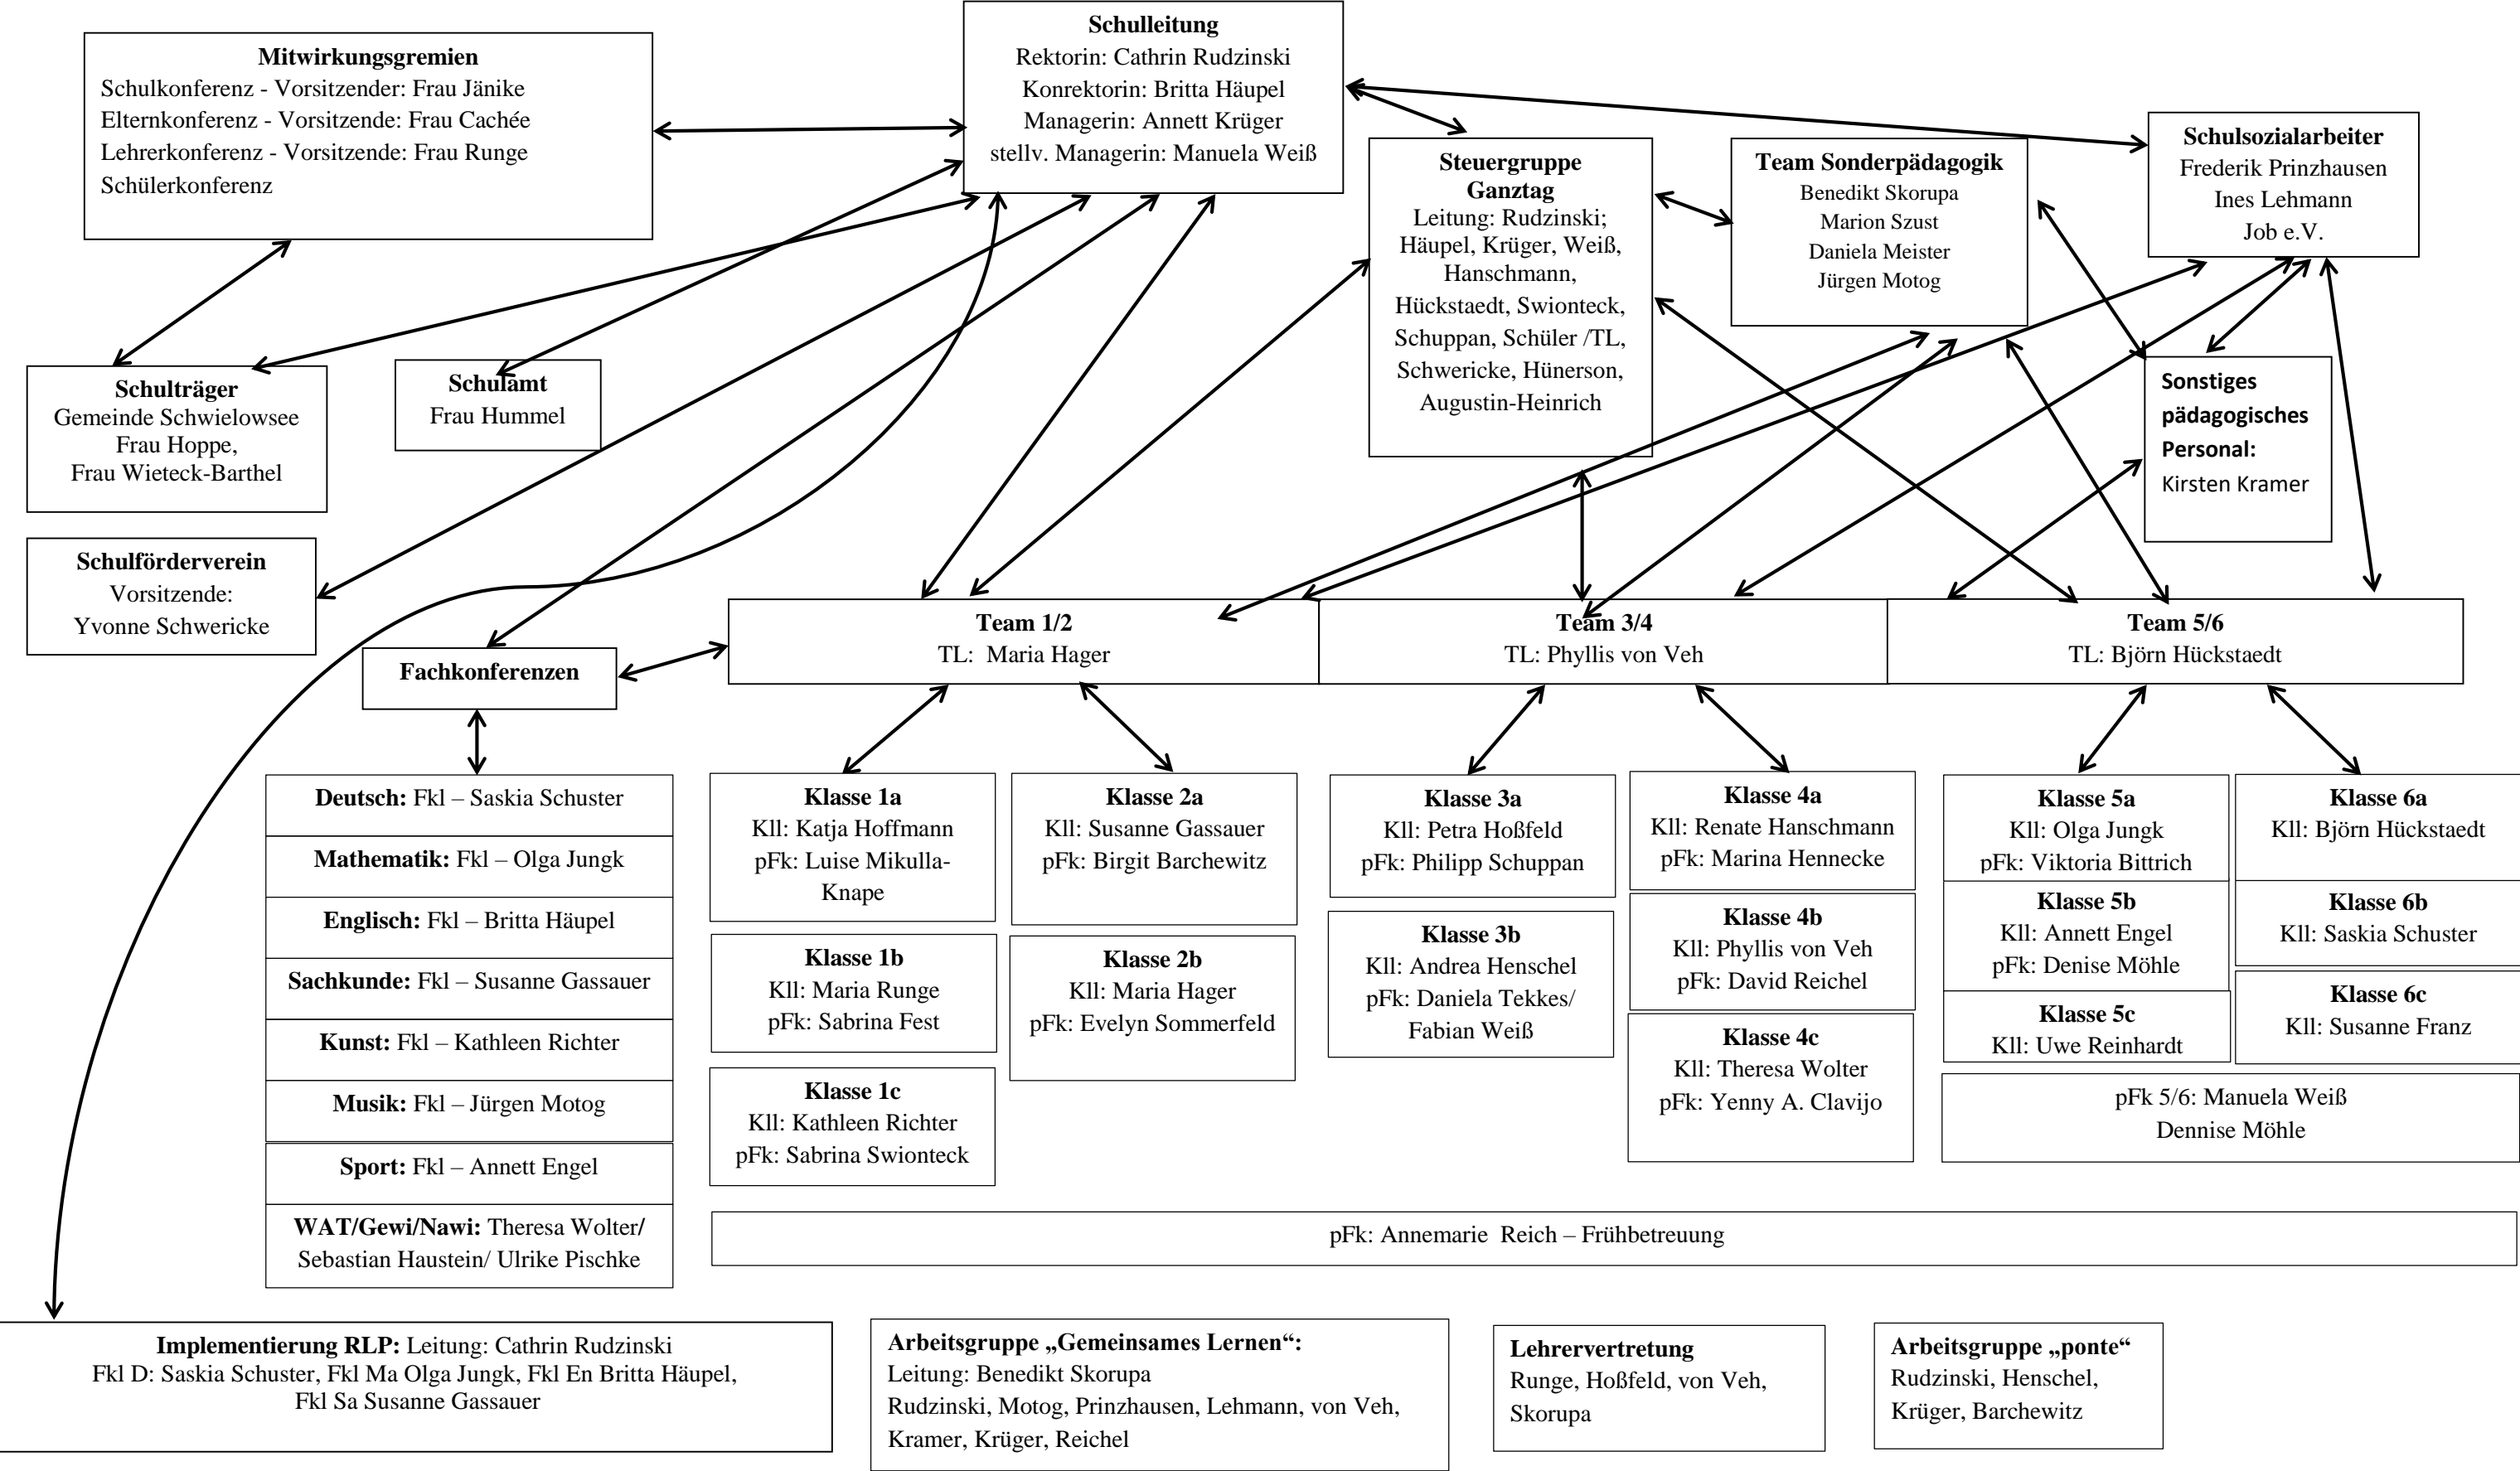 Schulleitung
Rektorin: Cathrin Rudzinski
Konrektorin: Britta Häupel
Managerin: Annett Krüger
stellv. Managerin: Manuela Weiß
Mitwirkungsgremien
Schulkonferenz - Vorsitzender: Frau Jänike
Elternkonferenz - Vorsitzende: Frau Cachée
Lehrerkonferenz - Vorsitzende: Frau Runge
Schülerkonferenz
Steuergruppe
Ganztag
Leitung: Rudzinski;
Häupel, Krüger, Weiß,
Hanschmann,
Hückstaedt, Swionteck,
Schuppan, Schüler /TL,
Schwericke, Hünerson,
Augustin-Heinrich
Team Sonderpädagogik
Benedikt Skorupa
Marion Szust
Daniela Meister
Jürgen Motog
Schulsozialarbeiter
Frederik Prinzhausen
Ines Lehmann
Job e.V.
Schulträger
Gemeinde Schwielowsee
Frau Hoppe,
Frau Wieteck-Barthel
Schulamt
Frau Hummel
Sonstiges
pädagogisches
Personal:
Kirsten Kramer
Schulförderverein
Vorsitzende:
Yvonne Schwericke
Fachkonferenzen
Team 1/2
TL: Maria Hager
Team 3/4
TL: Phyllis von Veh
Team 5/6
TL: Björn Hückstaedt
Deutsch: Fkl – Saskia Schuster
Mathematik: Fkl – Olga Jungk
Englisch: Fkl – Britta Häupel
Sachkunde: Fkl – Susanne Gassauer
Kunst: Fkl – Kathleen Richter
Musik: Fkl – Jürgen Motog
Sport: Fkl – Annett Engel
WAT/Gewi/Nawi: Theresa Wolter/
Sebastian Haustein/ Ulrike Pischke
Klasse 1a
Kll: Katja Hoffmann
pFk: Luise Mikulla-
Knape
Klasse 1b
Kll: Maria Runge
pFk: Sabrina Fest
Klasse 1c
Kll: Kathleen Richter
pFk: Sabrina Swionteck
Klasse 2a
Kll: Susanne Gassauer
pFk: Birgit Barchewitz
Klasse 2b
Kll: Maria Hager
pFk: Evelyn Sommerfeld
Klasse 3a
Kll: Petra Hoßfeld
pFk: Philipp Schuppan
Klasse 3b
Kll: Andrea Henschel
pFk: Daniela Tekkes/
Fabian Weiß
Klasse 4a
Kll: Renate Hanschmann
pFk: Marina Hennecke
Klasse 4b
Kll: Phyllis von Veh
pFk: David Reichel
Klasse 4c
Kll: Theresa Wolter
pFk: Yenny A. Clavijo
Klasse 5a
Kll: Olga Jungk
pFk: Viktoria Bittrich
Klasse 5b
Kll: Annett Engel
pFk: Denise Möhle
Klasse 5c
Kll: Uwe Reinhardt
Klasse 6a
Kll: Björn Hückstaedt
Klasse 6b
Kll: Saskia Schuster
Klasse 6c
Kll: Susanne Franz
pFk 5/6: Manuela Weiß
Dennise Möhle
pFk: Annemarie Reich – Frühbetreuung
Implementierung RLP: Leitung: Cathrin Rudzinski
Fkl D: Saskia Schuster, Fkl Ma Olga Jungk, Fkl En Britta Häupel,
Fkl Sa Susanne Gassauer
Arbeitsgruppe „Gemeinsames Lernen“:
Leitung: Benedikt Skorupa
Rudzinski, Motog, Prinzhausen, Lehmann, von Veh,
Kramer, Krüger, Reichel
Lehrervertretung
Runge, Hoßfeld, von Veh,
Skorupa
Arbeitsgruppe „ponte“
Rudzinski, Henschel,
Krüger, Barchewitz